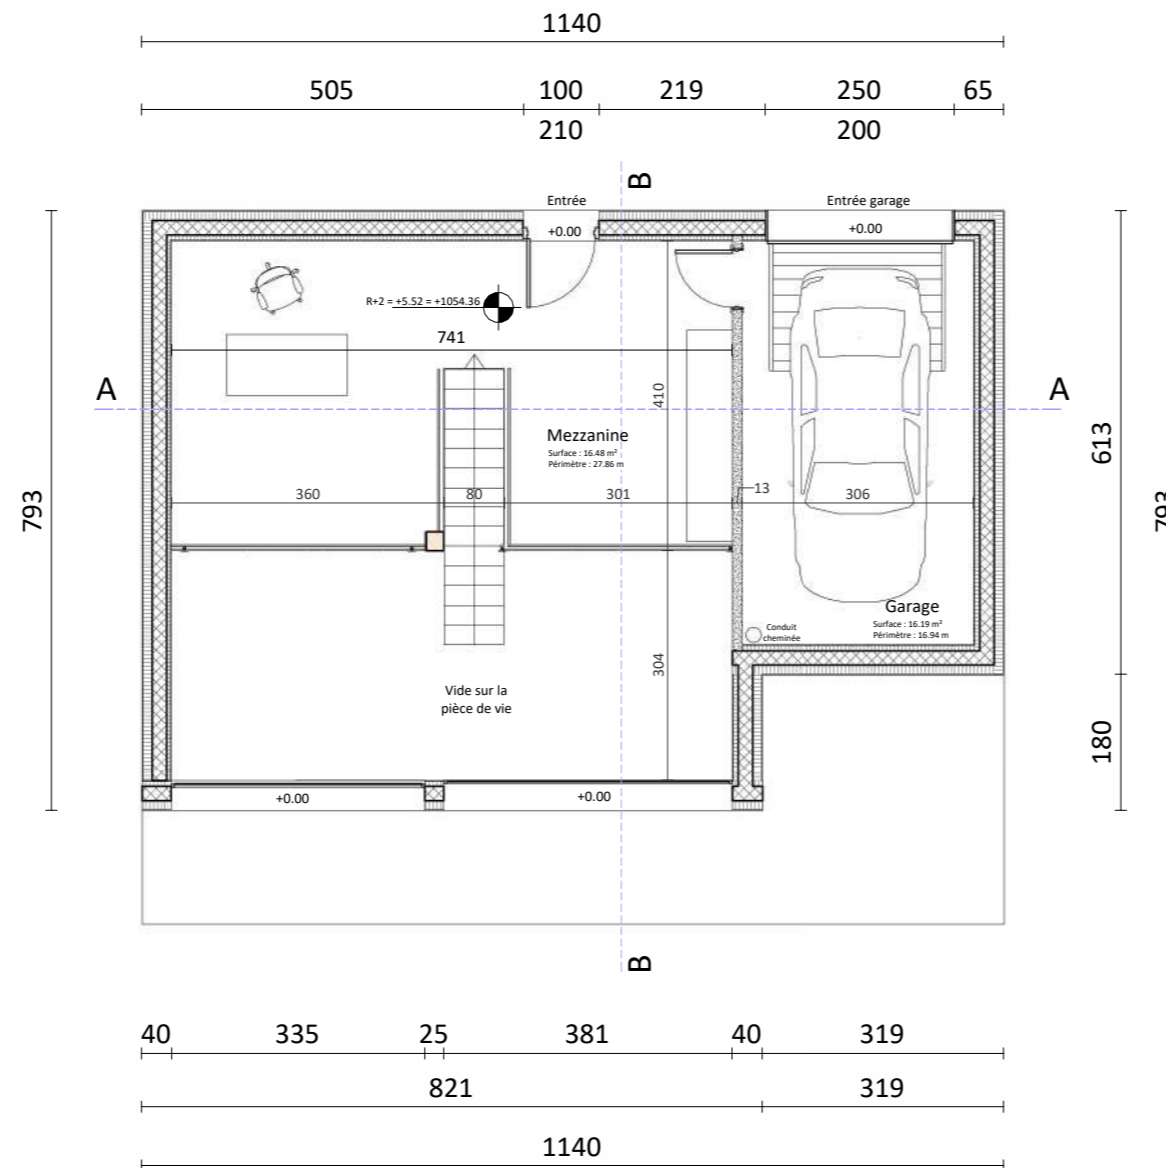 1140
505 100 219 250 65
210 200
B
Entrée Entrée garage
+0.00 +0.00
R+2 = +5.52 = +1054.36
741
A A
410
Mezzanine
Surface : 16.48 m²
Périmètre : 27.86 m
613
793
793
360 80 301 13 306
Garage
Surface : 16.19 m²
Périmètre : 16.94 m
Conduit
cheminée
304
Vide sur la
pièce de vie
180
+0.00 +0.00
B
40 335 25 381 40 319
821 319
1140